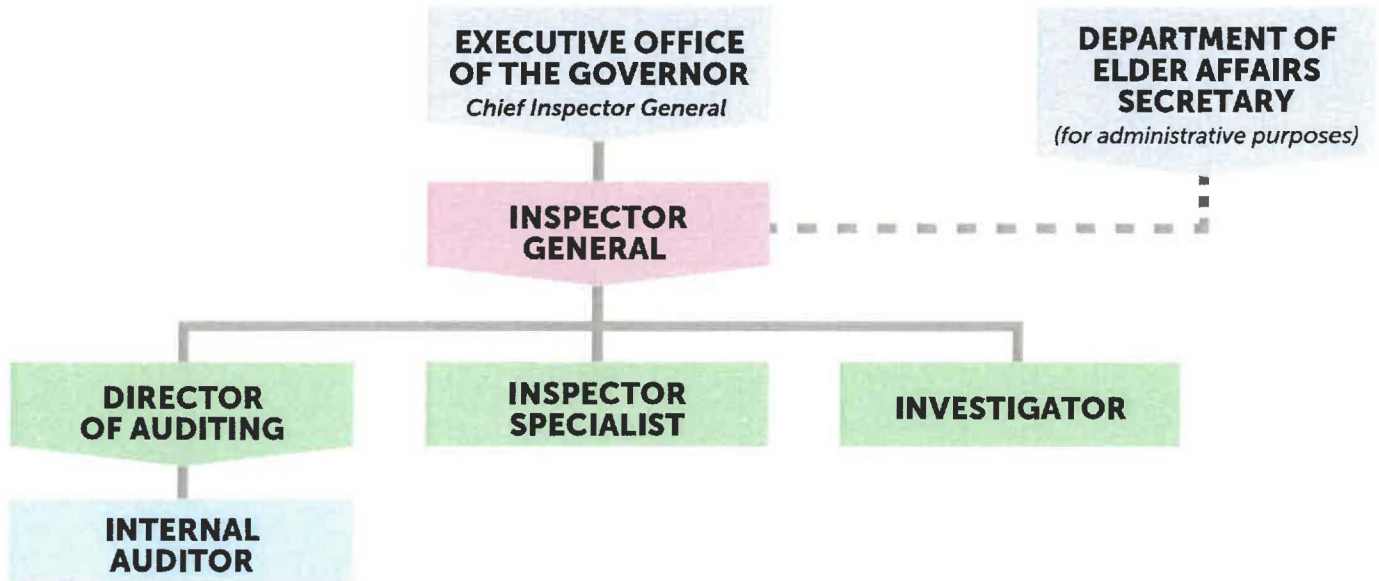 EXECUTIVE OFFICE
OF THE GOVERNOR
Chief Inspector General
DEPARTMENT OF
ELDER AFFAIRS
SECRETARY
(for administrative purposes)
INSPECTOR
GENERAL
DIRECTOR
OF AUDITING
INSPECTOR
SPECIALIST
INVESTIGATOR
INTERNAL
AUDITOR